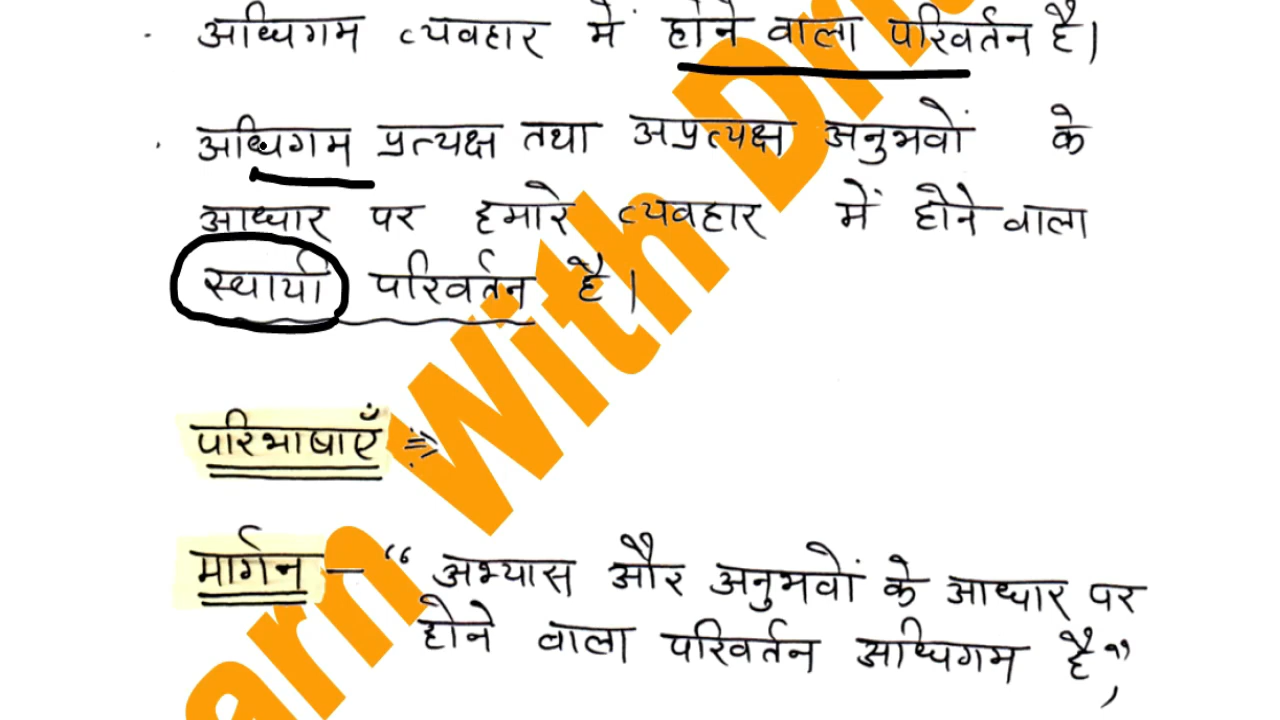 अधिगम व्यवहार में होने वाला परिवर्तन है।
अधिगम प्रत्यक्ष तथा अप्रत्यक्ष अनुभवों के
आधार पर हमारे व्यवहार में होने वाला
स्थायी परिवर्तन है।
परिभाषाएँ ⇒
मार्गन – “ अभ्यास और अनुभवों के आधार पर
होने वाला परिवर्तन अधिगम है”,
arn With Dri